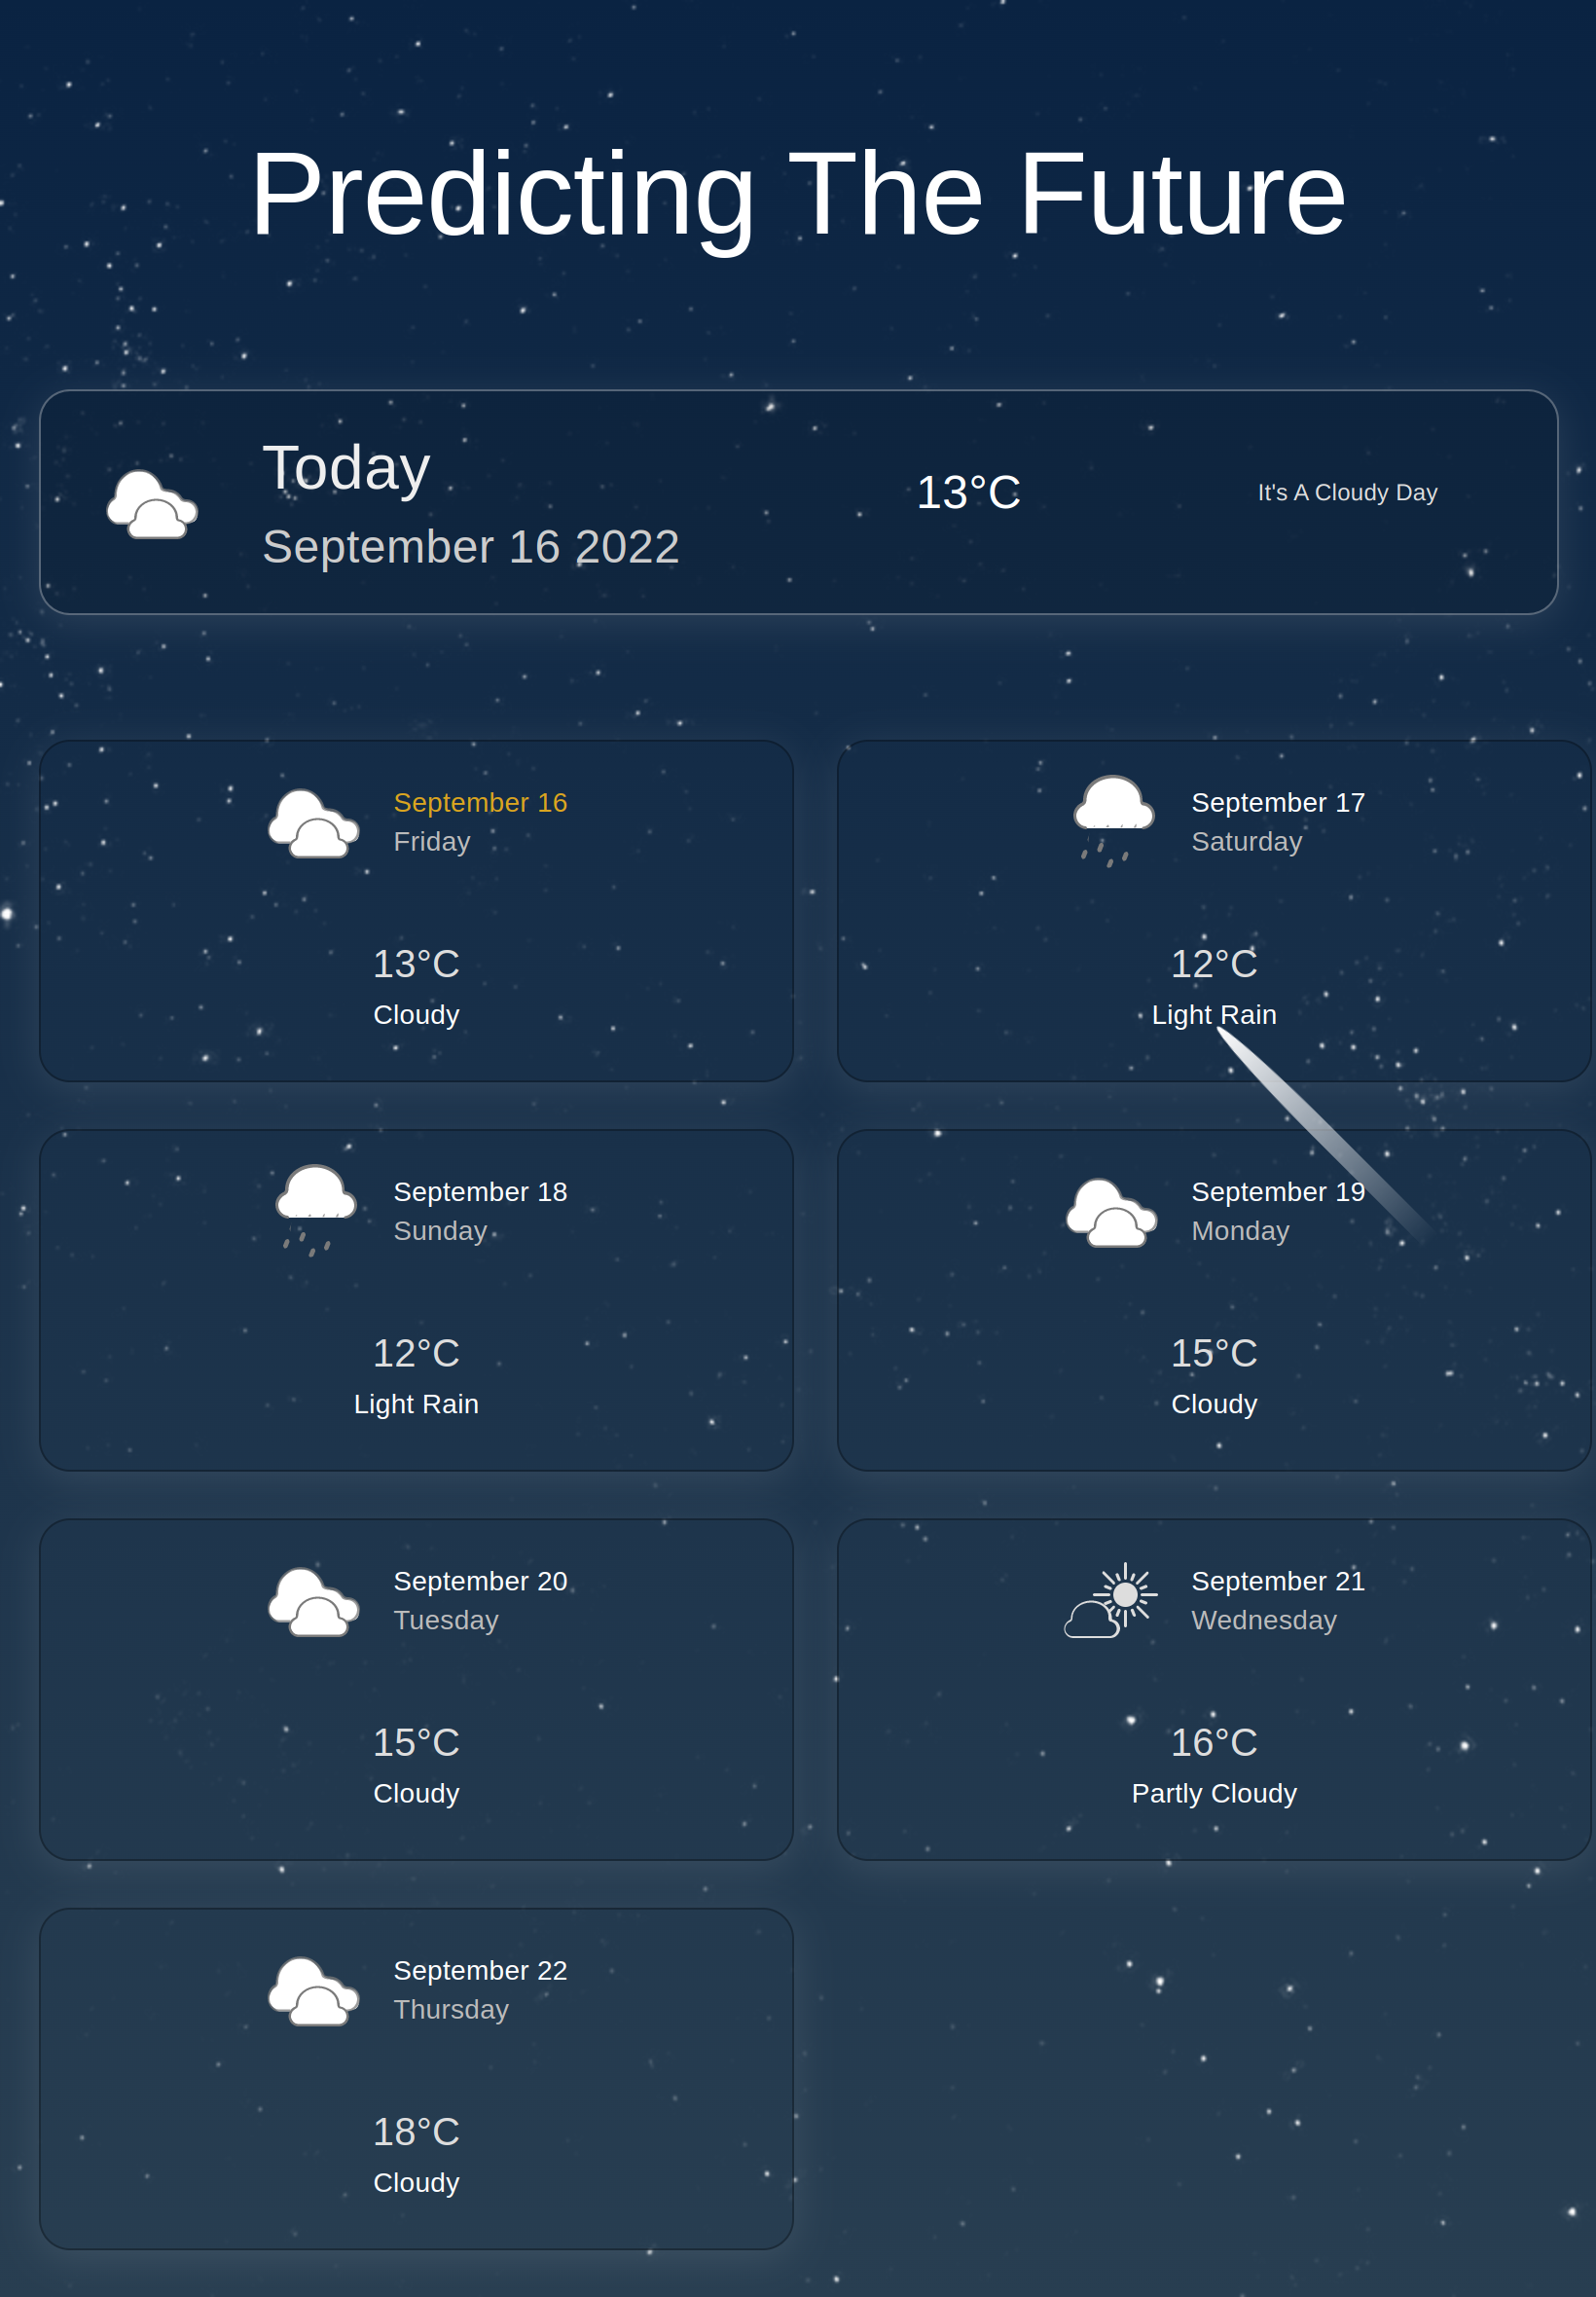 Predicting The Future
Today
September 16 2022
13°C
It's A Cloudy Day
September 16
Friday
13°C
Cloudy
September 17
Saturday
12°C
Light Rain
September 18
Sunday
12°C
Light Rain
September 19
Monday
15°C
Cloudy
September 20
Tuesday
15°C
Cloudy
September 21
Wednesday
16°C
Partly Cloudy
September 22
Thursday
18°C
Cloudy